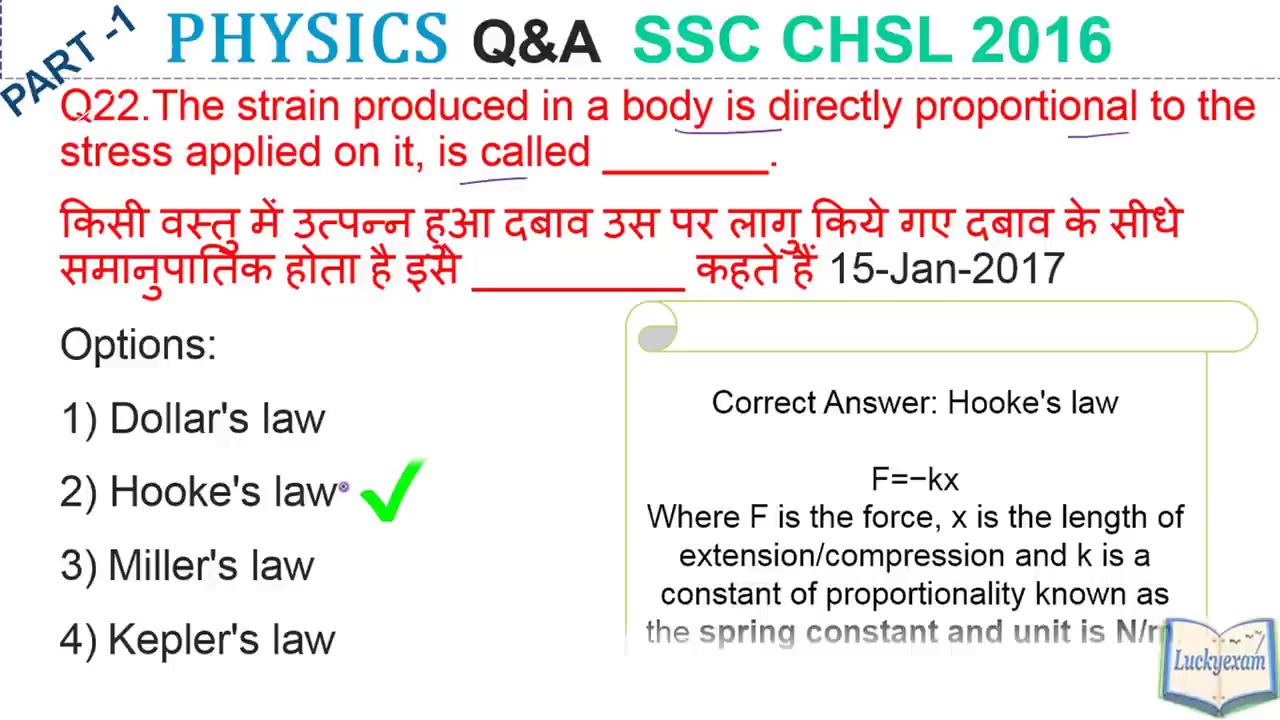 PART -1
PHYSICS Q&A SSC CHSL 2016
Q22.The strain produced in a body is directly proportional to the
stress applied on it, is called ________.
किसी वस्तु में उत्पन्न हुआ दबाव उस पर लागु किये गए दबाव के सीधे
समानुपातिक होता है इसे __________ कहते हैं 15-Jan-2017
Options:
1) Dollar's law
2) Hooke's law
3) Miller's law
4) Kepler's law
Correct Answer: Hooke's law
F=−kx
Where F is the force, x is the length of
extension/compression and k is a
constant of proportionality known as
the spring constant and unit is
Luckyexam